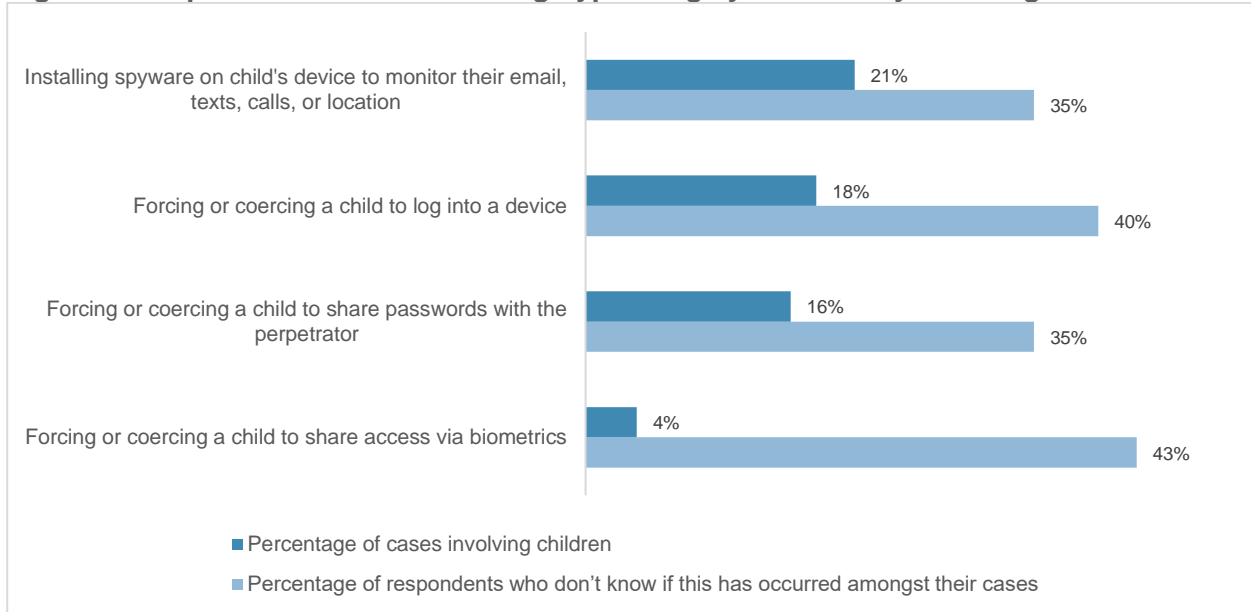 Installing spyware on child's device to monitor their email,
texts, calls, or location
21%
35%
Forcing or coercing a child to log into a device
18%
40%
Forcing or coercing a child to share passwords with the
perpetrator
16%
35%
Forcing or coercing a child to share access via biometrics
4%
43%
Percentage of cases involving children
Percentage of respondents who don’t know if this has occurred amongst their cases